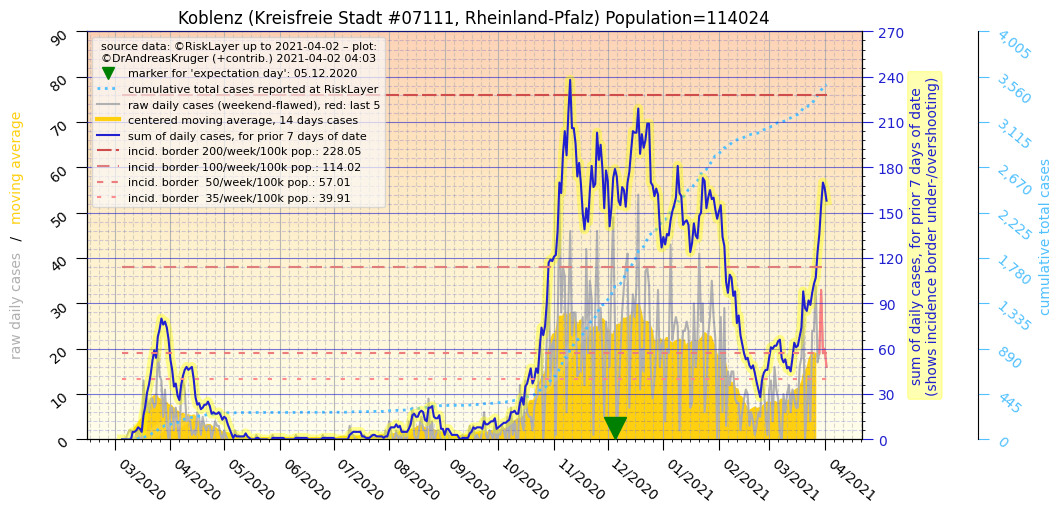 Koblenz (Kreisfreie Stadt #07111, Rheinland-Pfalz) Population=114024
source data: ©RiskLayer up to 2021-04-02 – plot:
©DrAndreasKruger (+contrib.) 2021-04-02 04:03
marker for 'expectation day': 05.12.2020
cumulative total cases reported at RiskLayer
raw daily cases (weekend-flawed), red: last 5
centered moving average, 14 days cases
sum of daily cases, for prior 7 days of date
incid. border 200/week/100k pop.: 228.05
incid. border 100/week/100k pop.: 114.02
incid. border  50/week/100k pop.: 57.01
incid. border  35/week/100k pop.: 39.91
raw daily cases / moving average
90
80
70
60
50
40
30
20
10
0
03/2020
04/2020
05/2020
06/2020
07/2020
08/2020
09/2020
10/2020
11/2020
12/2020
01/2021
02/2021
03/2021
04/2021
270
240
210
180
150
120
90
60
30
0
sum of daily cases, for prior 7 days of date
(shows incidence border under-/overshooting)
4,005
3,560
3,115
2,670
2,225
1,780
1,335
890
445
0
cumulative total cases